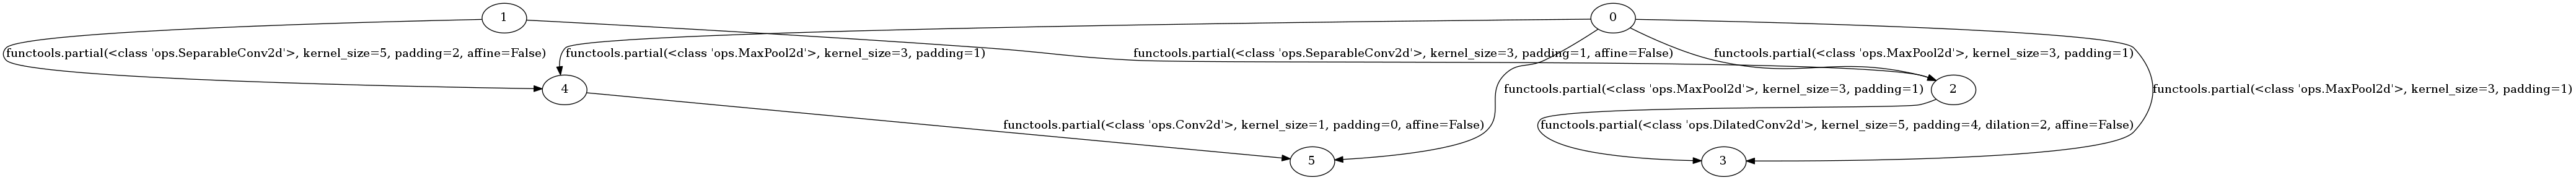 1
0
functools.partial(<class 'ops.SeparableConv2d'>, kernel_size=5, padding=2, affine=False)
functools.partial(<class 'ops.MaxPool2d'>, kernel_size=3, padding=1)
functools.partial(<class 'ops.SeparableConv2d'>, kernel_size=3, padding=1, affine=False)
functools.partial(<class 'ops.MaxPool2d'>, kernel_size=3, padding=1)
4
functools.partial(<class 'ops.MaxPool2d'>, kernel_size=3, padding=1)
2
functools.partial(<class 'ops.MaxPool2d'>, kernel_size=3, padding=1)
functools.partial(<class 'ops.Conv2d'>, kernel_size=1, padding=0, affine=False)
functools.partial(<class 'ops.DilatedConv2d'>, kernel_size=5, padding=4, dilation=2, affine=False)
5
3